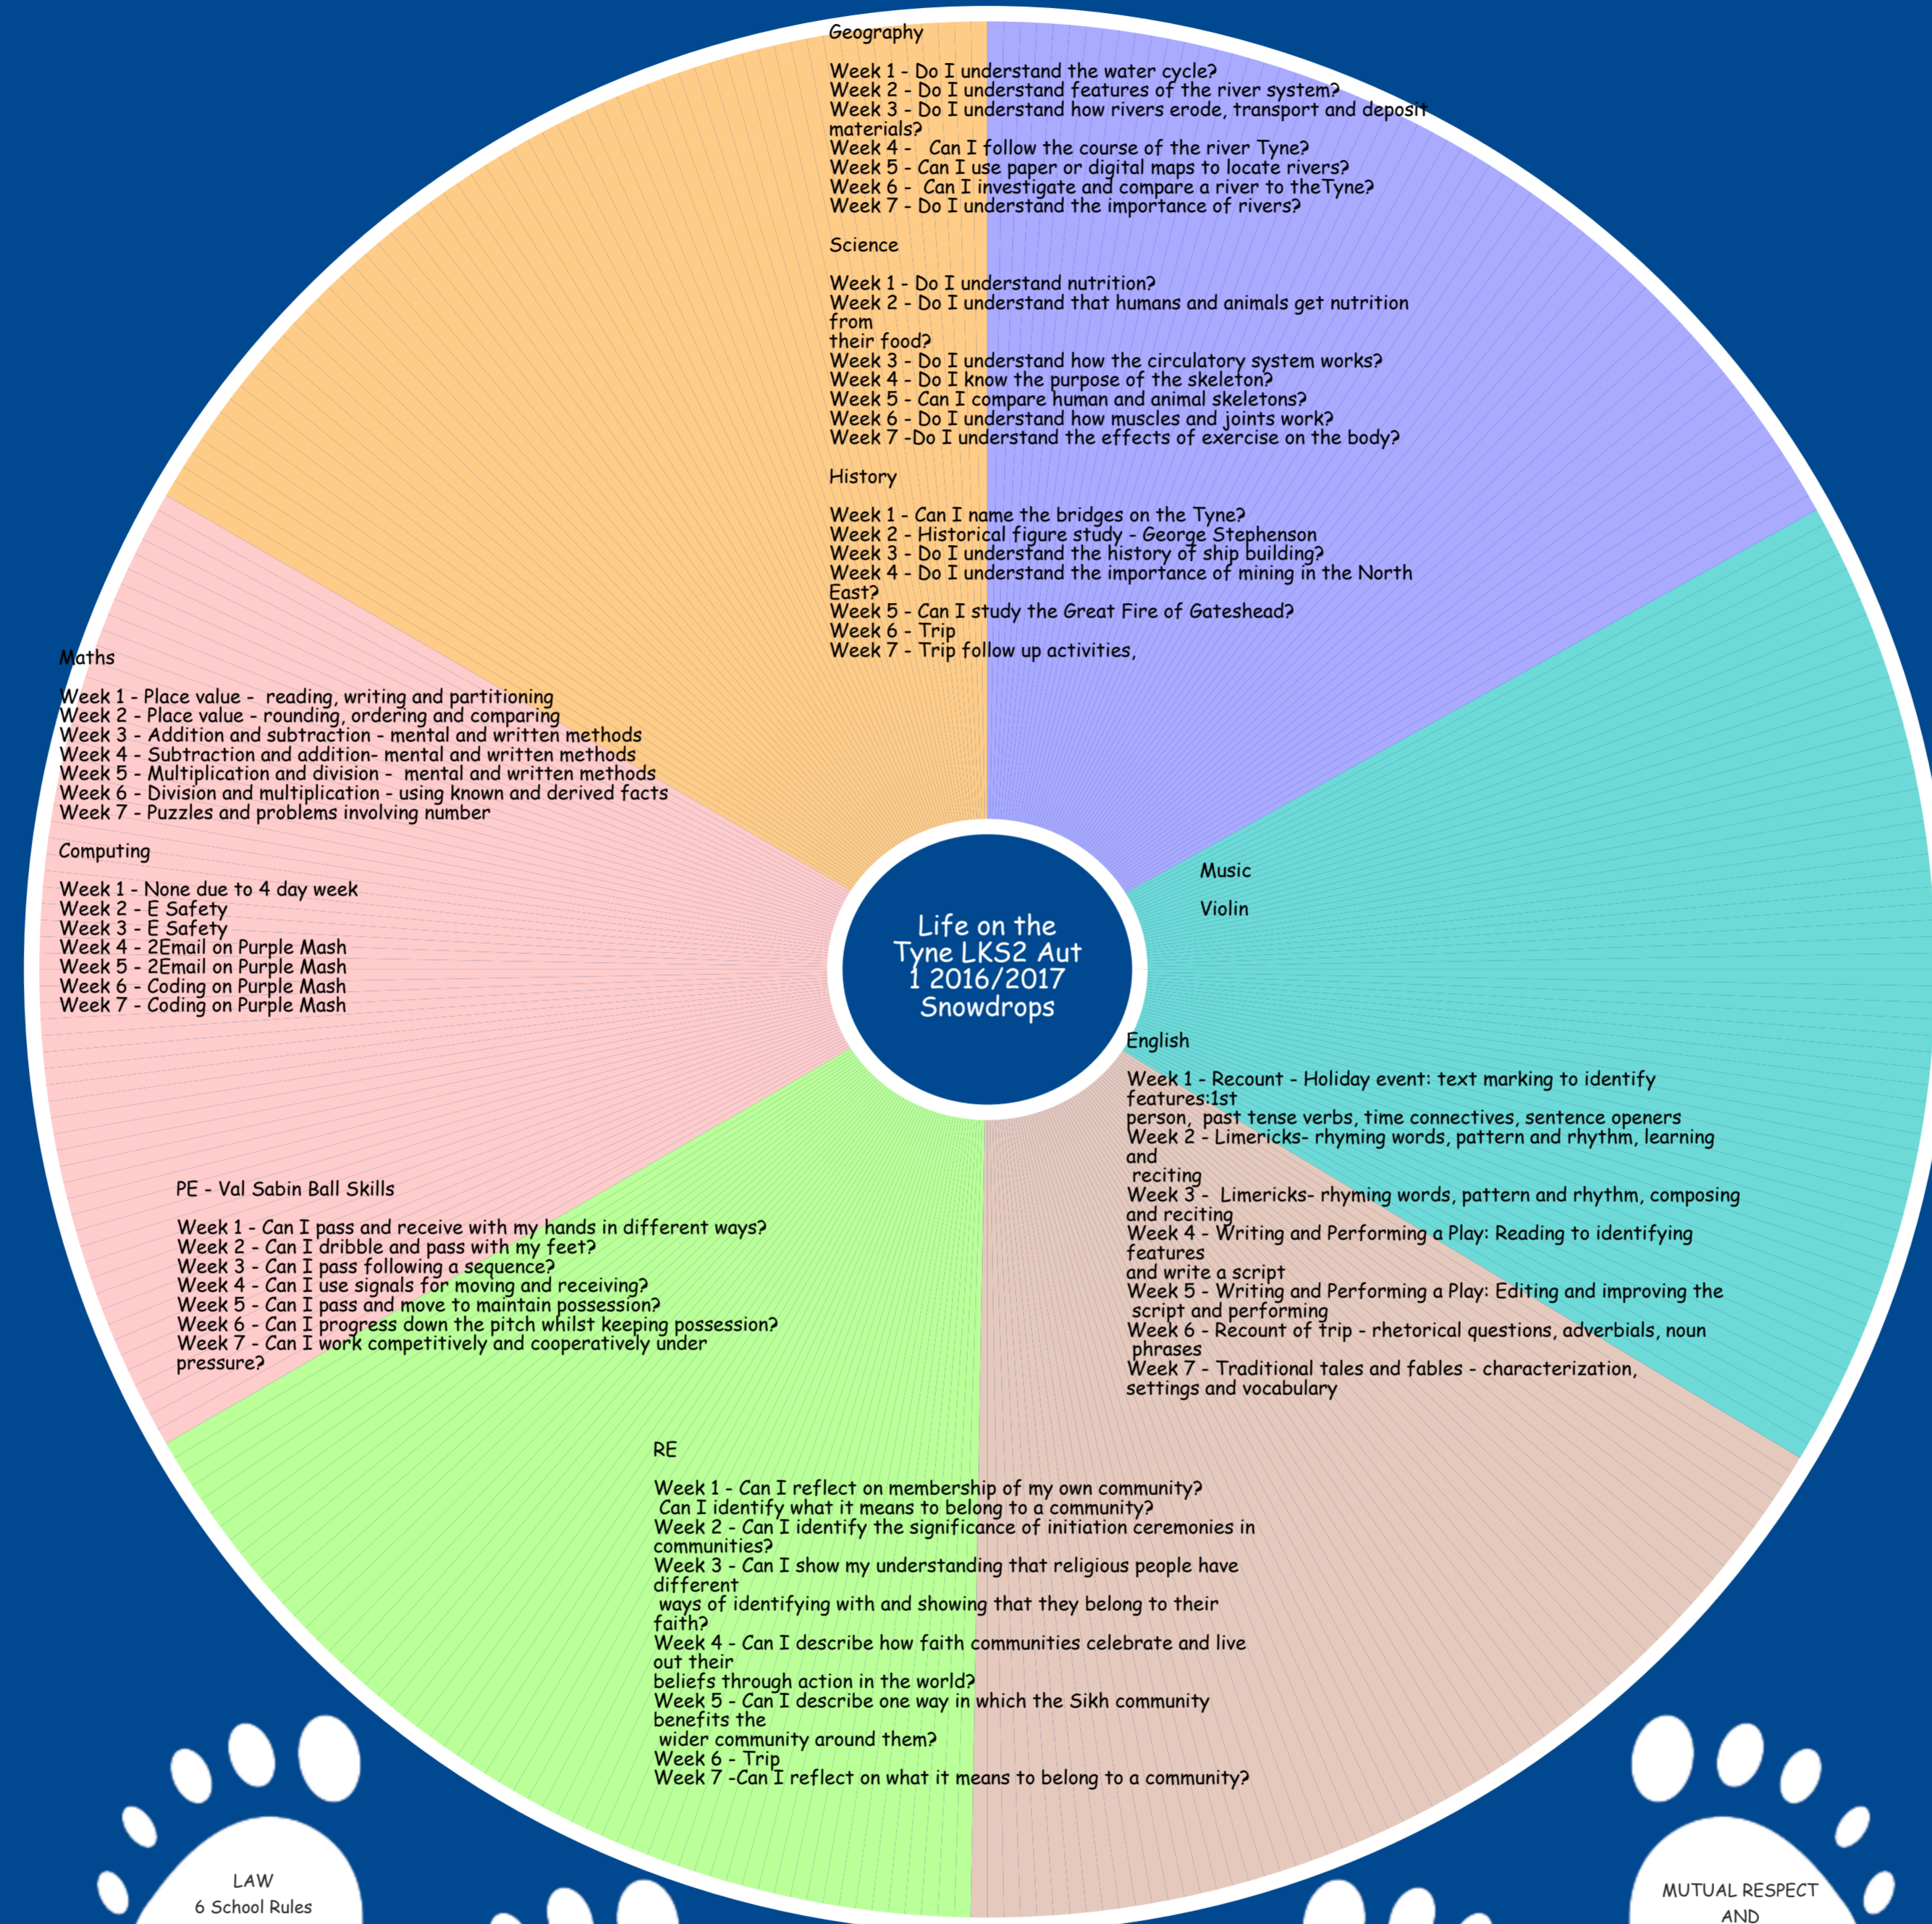 Geography
Week 1 - Do I understand the water cycle?
Week 2 - Do I understand features of the river system?
Week 3 - Do I understand how rivers erode, transport and deposit
materials?
Week 4 - Can I follow the course of the river Tyne?
Week 5 - Can I use paper or digital maps to locate rivers?
Week 6 - Can I investigate and compare a river to theTyne?
Week 7 - Do I understand the importance of rivers?
Science
Week 1 - Do I understand nutrition?
Week 2 - Do I understand that humans and animals get nutrition
from
their food?
Week 3 - Do I understand how the circulatory system works?
Week 4 - Do I know the purpose of the skeleton?
Week 5 - Can I compare human and animal skeletons?
Week 6 - Do I understand how muscles and joints work?
Week 7 -Do I understand the effects of exercise on the body?
History
Week 1 - Can I name the bridges on the Tyne?
Week 2 - Historical figure study - George Stephenson
Week 3 - Do I understand the history of ship building?
Week 4 - Do I understand the importance of mining in the North
East?
Week 5 - Can I study the Great Fire of Gateshead?
Week 6 - Trip
Week 7 - Trip follow up activities,
Maths
Week 1 - Place value - reading, writing and partitioning
Week 2 - Place value - rounding, ordering and comparing
Week 3 - Addition and subtraction - mental and written methods
Week 4 - Subtraction and addition- mental and written methods
Week 5 - Multiplication and division - mental and written methods
Week 6 - Division and multiplication - using known and derived facts
Week 7 - Puzzles and problems involving number
Computing
Week 1 - None due to 4 day week
Week 2 - E Safety
Week 3 - E Safety
Week 4 - 2Email on Purple Mash
Week 5 - 2Email on Purple Mash
Week 6 - Coding on Purple Mash
Week 7 - Coding on Purple Mash
Life on the
Tyne LKS2 Aut
1 2016/2017
Snowdrops
Music
Violin
English
Week 1 - Recount - Holiday event: text marking to identify
features:1st
person, past tense verbs, time connectives, sentence openers
Week 2 - Limericks- rhyming words, pattern and rhythm, learning
and
reciting
Week 3 - Limericks- rhyming words, pattern and rhythm, composing
and reciting
Week 4 - Writing and Performing a Play: Reading to identifying
features
and write a script
Week 5 - Writing and Performing a Play: Editing and improving the
script and performing
Week 6 - Recount of trip - rhetorical questions, adverbials, noun
phrases
Week 7 - Traditional tales and fables - characterization,
settings and vocabulary
PE - Val Sabin Ball Skills
Week 1 - Can I pass and receive with my hands in different ways?
Week 2 - Can I dribble and pass with my feet?
Week 3 - Can I pass following a sequence?
Week 4 - Can I use signals for moving and receiving?
Week 5 - Can I pass and move to maintain possession?
Week 6 - Can I progress down the pitch whilst keeping possession?
Week 7 - Can I work competitively and cooperatively under
pressure?
RE
Week 1 - Can I reflect on membership of my own community?
Can I identify what it means to belong to a community?
Week 2 - Can I identify the significance of initiation ceremonies in
communities?
Week 3 - Can I show my understanding that religious people have
different
ways of identifying with and showing that they belong to their
faith?
Week 4 - Can I describe how faith communities celebrate and live
out their
beliefs through action in the world?
Week 5 - Can I describe one way in which the Sikh community
benefits the
wider community around them?
Week 6 - Trip
Week 7 -Can I reflect on what it means to belong to a community?
LAW
6 School Rules
MUTUAL RESPECT
AND